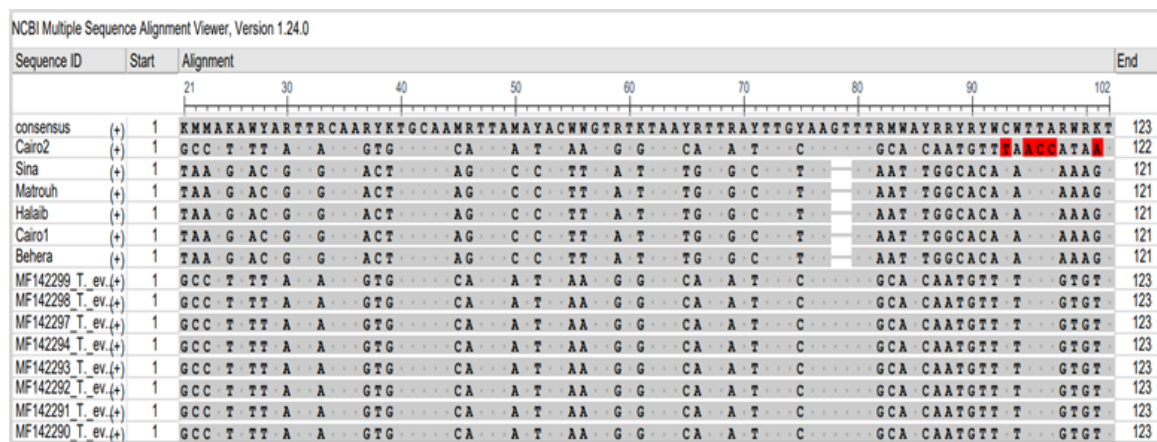 NCBI Multiple Sequence Alignment Viewer, Version 1.24.0
Sequence ID Start Alignment End
21 30 40 50 60 70 80 90 102
consensus (+) 1 KMMAKAWYARTTRCAARYKTGCAAMRTTAMAYACWWGTRTKTAAYRTTRAYTTGYAAGTTTRMWAYRRYRYWCWTTARWRKT 123
Cairo2 (+) 1 GCC·T·TT·A··A···GTG·····CA···A·T··AA··G·G···CA··A·T···C······GCA·CAATGTTTAACCATAA· 122
Sina (+) 1 TAA·G·AC·G··G···ACT·····AG···C·C··TT··A·T···TG··G·C···T·· ··AAT·TGGCACA·A···AAAG· 121
Matrouh (+) 1 TAA·G·AC·G··G···ACT·····AG···C·C··TT··A·T···TG··G·C···T·· ··AAT·TGGCACA·A···AAAG· 121
Halaib (+) 1 TAA·G·AC·G··G···ACT·····AG···C·C··TT··A·T···TG··G·C···T·· ··AAT·TGGCACA·A···AAAG· 121
Cairo1 (+) 1 TAA·G·AC·G··G···ACT·····AG···C·C··TT··A·T···TG··G·C···T·· ··AAT·TGGCACA·A···AAAG· 121
Behera (+) 1 TAA·G·AC·G··G···ACT·····AG···C·C··TT··A·T···TG··G·C···T·· ··AAT·TGGCACA·A···AAAG· 121
MF142299_T._ev..(+) 1 GCC·T·TT·A··A···GTG·····CA···A·T··AA··G·G···CA··A·T···C······GCA·CAATGTT·T···GTGT· 123
MF142298_T._ev..(+) 1 GCC·T·TT·A··A···GTG·····CA···A·T··AA··G·G···CA··A·T···C······GCA·CAATGTT·T···GTGT· 123
MF142297_T._ev..(+) 1 GCC·T·TT·A··A···GTG·····CA···A·T··AA··G·G···CA··A·T···C······GCA·CAATGTT·T···GTGT· 123
MF142294_T._ev..(+) 1 GCC·T·TT·A··A···GTG·····CA···A·T··AA··G·G···CA··A·T···C······GCA·CAATGTT·T···GTGT· 123
MF142293_T._ev..(+) 1 GCC·T·TT·A··A···GTG·····CA···A·T··AA··G·G···CA··A·T···C······GCA·CAATGTT·T···GTGT· 123
MF142292_T._ev..(+) 1 GCC·T·TT·A··A···GTG·····CA···A·T··AA··G·G···CA··A·T···C······GCA·CAATGTT·T···GTGT· 123
MF142291_T._ev..(+) 1 GCC·T·TT·A··A···GTG·····CA···A·T··AA··G·G···CA··A·T···C······GCA·CAATGTT·T···GTGT· 123
MF142290_T._ev..(+) 1 GCC·T·TT·A··A···GTG·····CA···A·T··AA··G·G···CA··A·T···C······GCA·CAATGTT·T···GTGT· 123